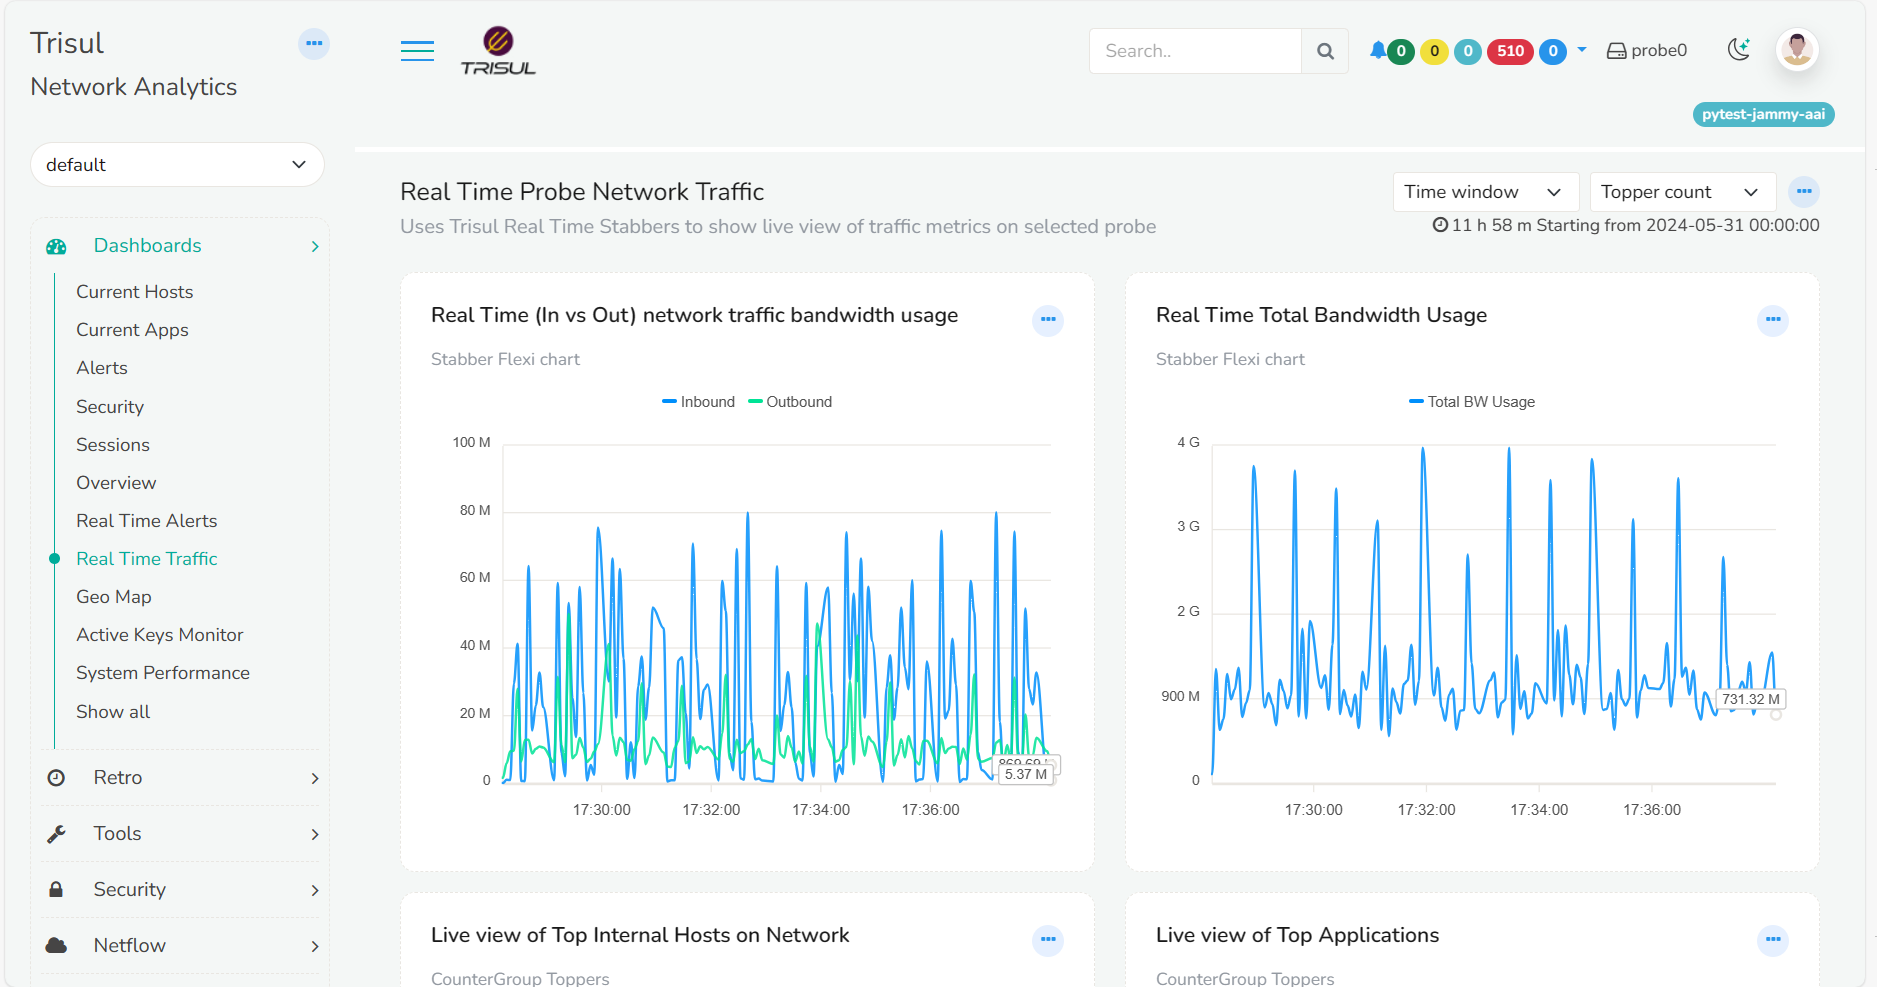 Trisul
Network Analytics
default
Dashboards
Current Hosts
Current Apps
Alerts
Security
Sessions
Overview
Real Time Alerts
Real Time Traffic
Geo Map
Active Keys Monitor
System Performance
Show all
Retro
Tools
Security
Netflow
TRISUL
Search..
0 0 0 510 0
probe0
pytest-jammy-aai
Real Time Probe Network Traffic
Uses Trisul Real Time Stabbers to show live view of traffic metrics on selected probe
Time window
Topper count
11 h 58 m Starting from 2024-05-31 00:00:00
Real Time (In vs Out) network traffic bandwidth usage
Stabber Flexi chart
Inbound Outbound
100 M
80 M
60 M
40 M
20 M
0
5.37 M
17:30:00 17:32:00 17:34:00 17:36:00
Real Time Total Bandwidth Usage
Stabber Flexi chart
Total BW Usage
4 G
3 G
2 G
900 M
0
731.32 M
17:30:00 17:32:00 17:34:00 17:36:00
Live view of Top Internal Hosts on Network
CounterGroup Toppers
Live view of Top Applications
CounterGroup Toppers